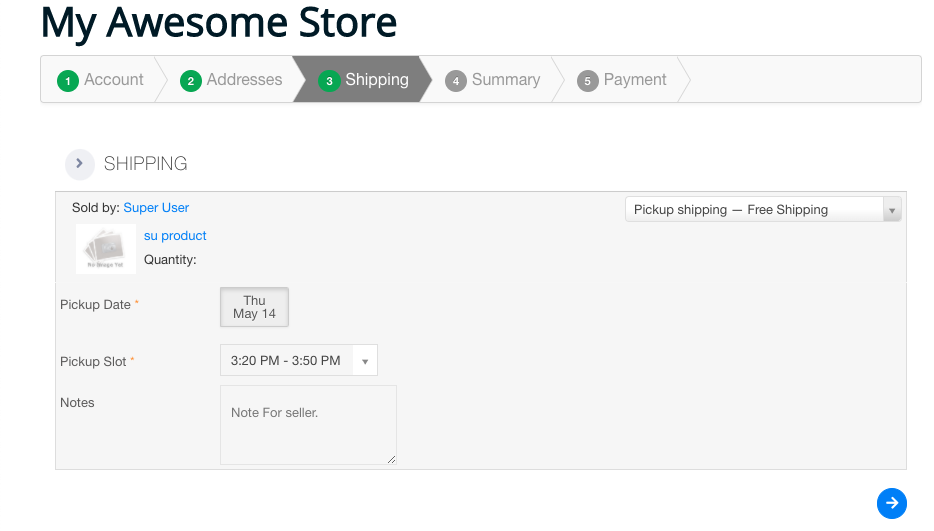 My Awesome Store
1 Account 2 Addresses 3 Shipping 4 Summary 5 Payment
SHIPPING
Sold by: Super User
Pickup shipping — Free Shipping
No Image Yet
su product
Quantity:
Pickup Date *
Thu
May 14
Pickup Slot *
3:20 PM - 3:50 PM
Notes
Note For seller.